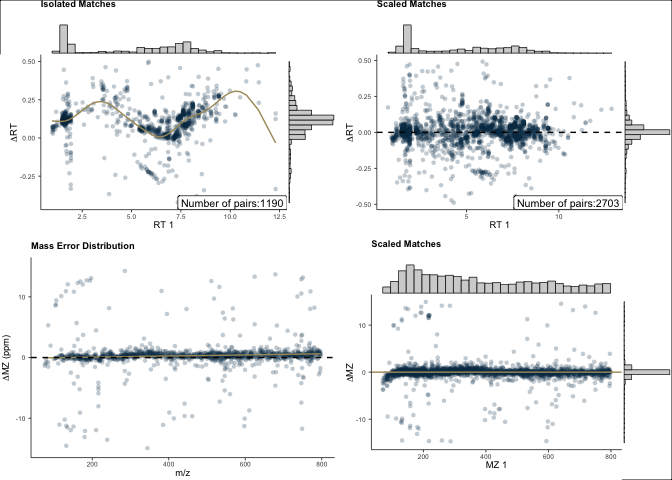 Isolated Matches
0.50
0.25
0.00
-0.25
ΔRT
2.5 5.0 7.5 10.0 12.5
RT 1
Number of pairs:1190
Scaled Matches
0.50
0.25
0.00
-0.25
-0.50
ΔRT
5 10
RT 1
Number of pairs:2703
Mass Error Distribution
10
0
-10
ΔMZ (ppm)
200 400 600 800
m/z
Scaled Matches
10
0
-10
ΔMZ
200 400 600 800
MZ 1